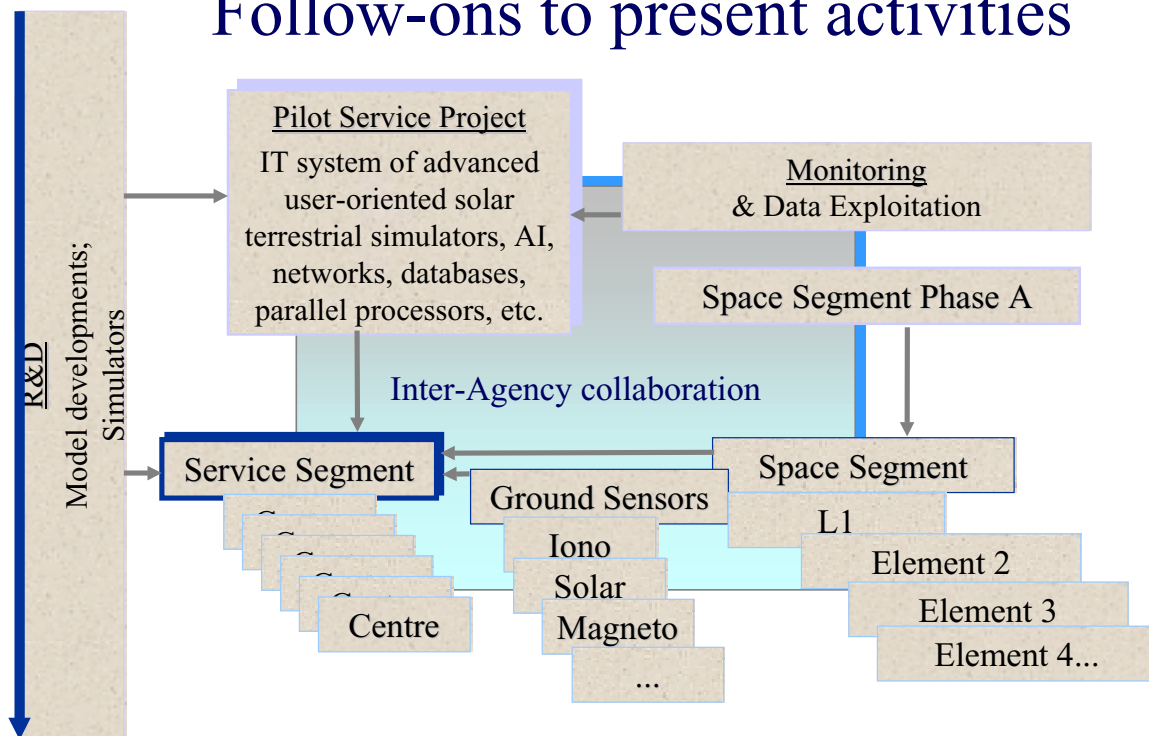 Follow-ons to present activities
R&D
Model developments;
Simulators
Pilot Service Project
IT system of advanced
user-oriented solar
terrestrial simulators, AI,
networks, databases,
parallel processors, etc.
Monitoring
& Data Exploitation
Space Segment Phase A
Inter-Agency collaboration
Service Segment
Centre
Ground Sensors
Iono
Solar
Magneto
...
Space Segment
L1
Element 2
Element 3
Element 4...